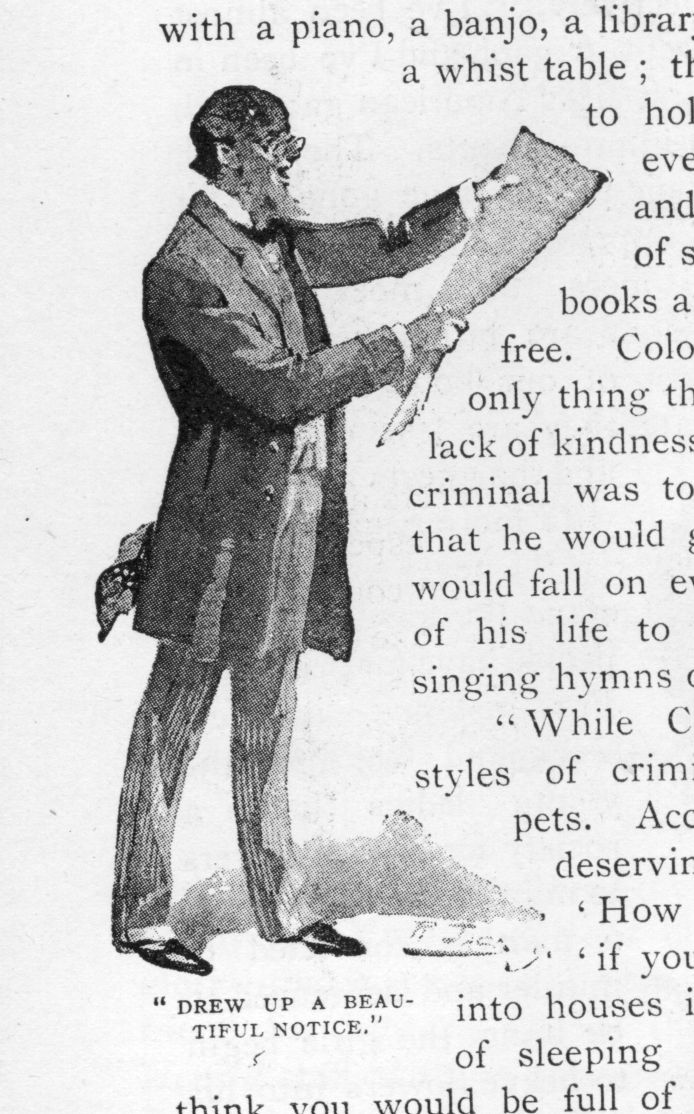 with a piano, a banjo, a library
a whist table ; th
to hol
eve
and
of s
books a
free. Colo
only thing th
lack of kindness
criminal was to
that he would g
would fall on ev
of his life to
singing hymns o
“ While C
styles of crimi
pets. Acc
deservin
‘ How
‘ if you
into houses i
of sleeping
think you would be full of
“ DREW UP A BEAU-
TIFUL NOTICE.”